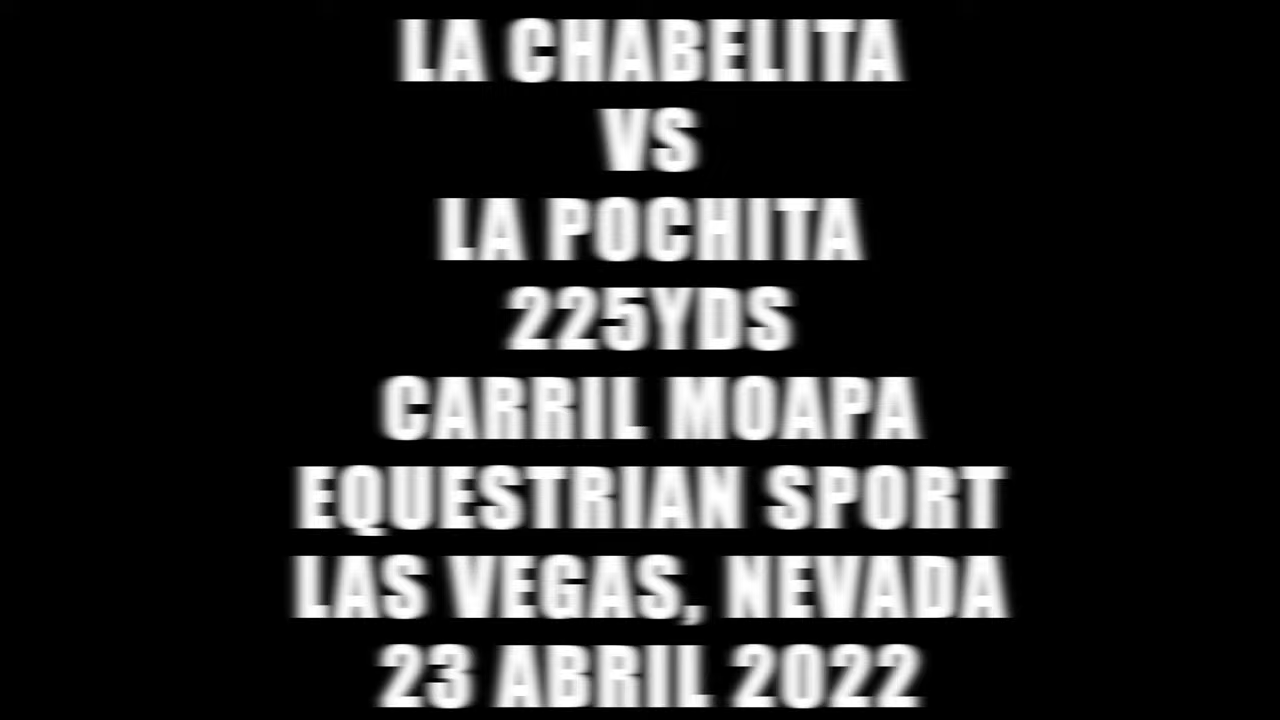 LA CHABELITA
VS
LA POCHITA
225YDS
CARRIL MOAPA
EQUESTRIAN SPORT
LAS VEGAS, NEVADA
23 ABRIL 2022